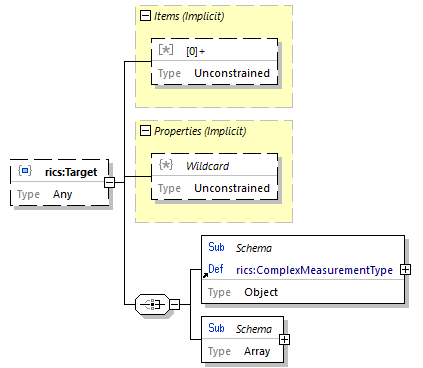 Items (Implicit)
[0]+
Type Unconstrained
Properties (Implicit)
Wildcard
Type Unconstrained
rics:Target
Type Any
Sub Schema
Def rics:ComplexMeasurementType
Type Object
Sub Schema
Type Array